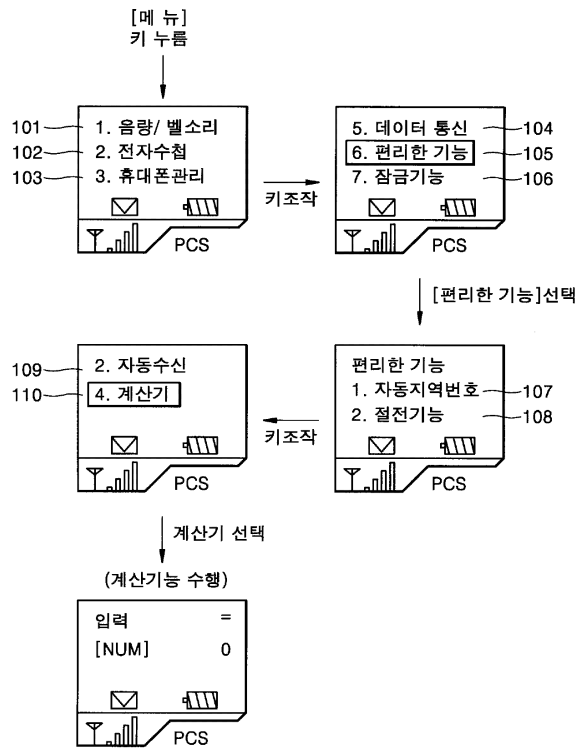 [메 뉴]
키 누름
101 1. 음량/ 벨소리
102 2. 전자수첩
103 3. 휴대폰관리
PCS
키조작
5. 데이터 통신 104
6. 편리한 기능 105
7. 잠금기능 106
PCS
[편리한 기능]선택
편리한 기능
1. 자동지역번호 107
2. 절전기능 108
PCS
키조작
109 2. 자동수신
110 4. 계산기
PCS
계산기 선택
(계산기능 수행)
입력 =
[NUM] 0
PCS